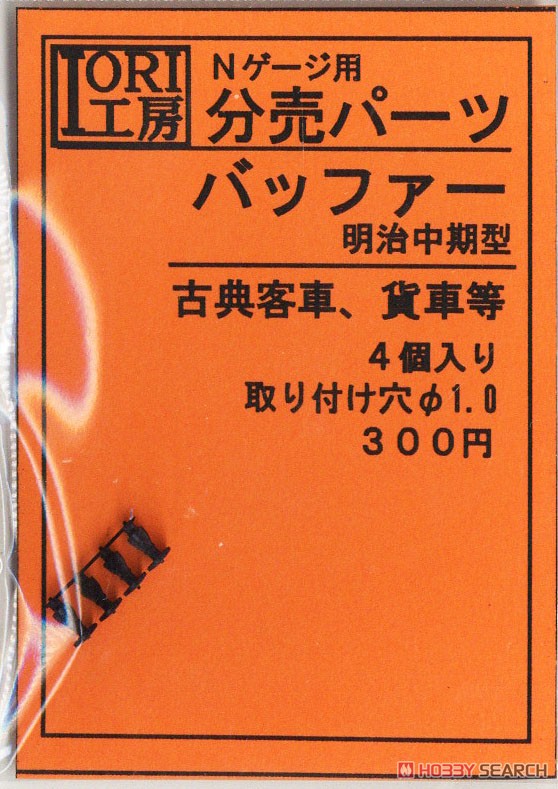 IORI
工房
Nゲージ用
分売パーツ
バッファー
明治中期型
古典客車、貨車等
４個入り
取り付け穴φ1.0
３００円
HOBBY SEARCH